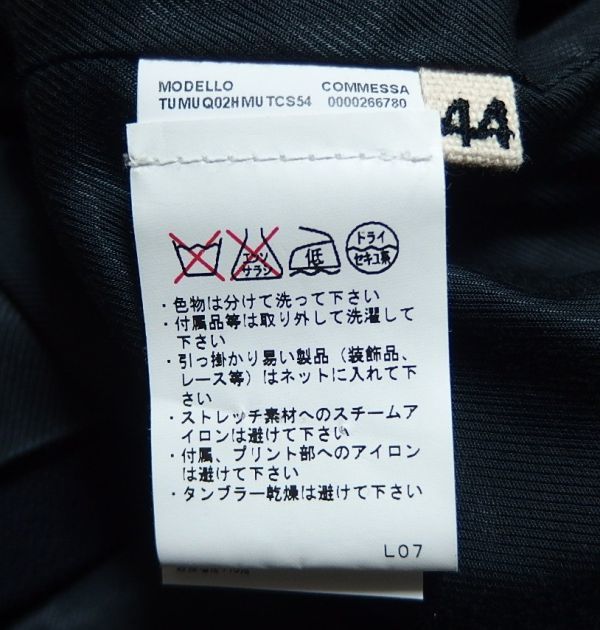 MODELLO COMMESSA
TUMUQ02HMUTCS54 0000266780
44
エンソ
サラシ
低
ドライ
セキユ系
・色物は分けて洗って下さい
・付属品等は取り外して洗濯して
下さい
・引っ掛かり易い製品（装飾品、
レース等）はネットに入れて下
さい
・ストレッチ素材へのスチームア
イロンは避けて下さい
・付属、プリント部へのアイロン
は避けて下さい
・タンブラー乾燥は避けて下さい
L07